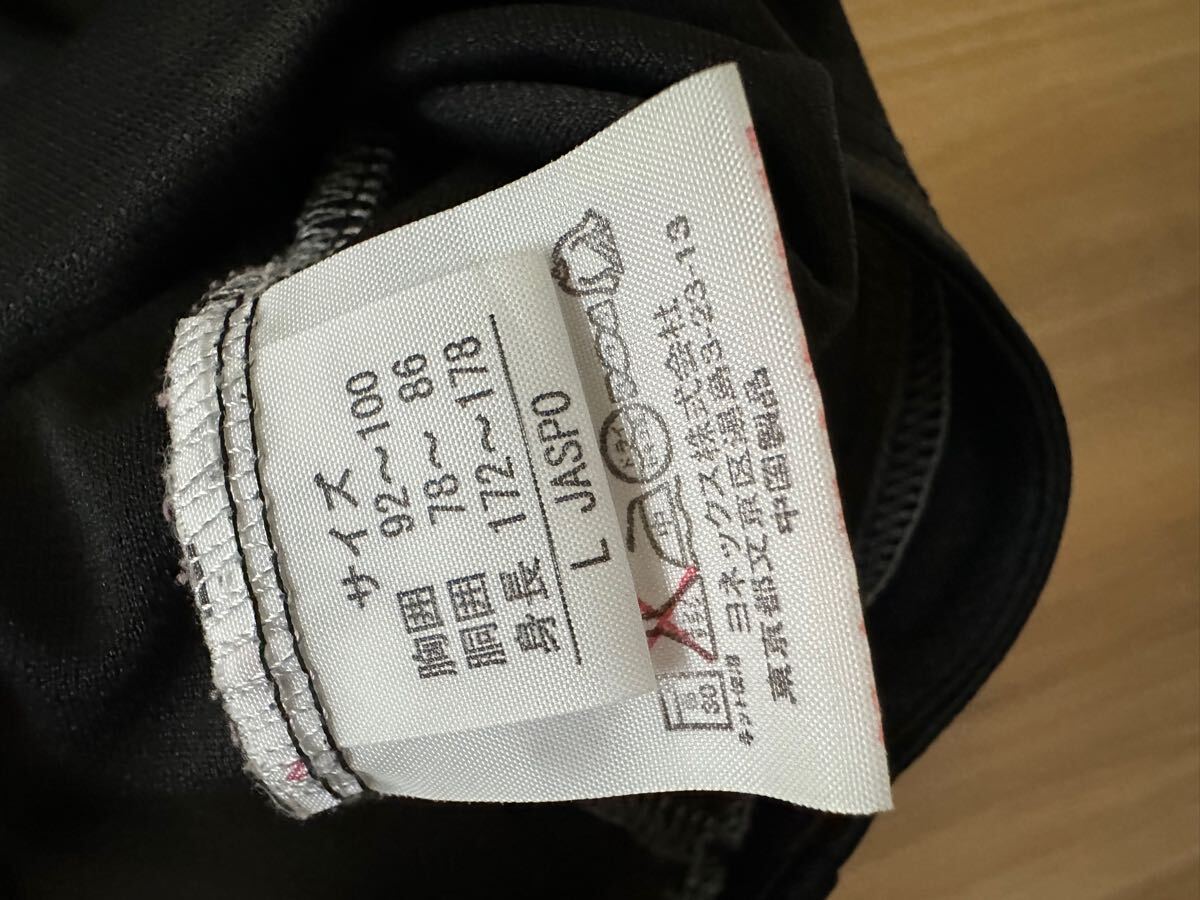 サイズ
胸囲 92〜100
胴囲 78〜 86
身長 172〜178
L JASPO
30 中
ヨネックス株式会社
東京都文京区湯島3-23-13
中国製品